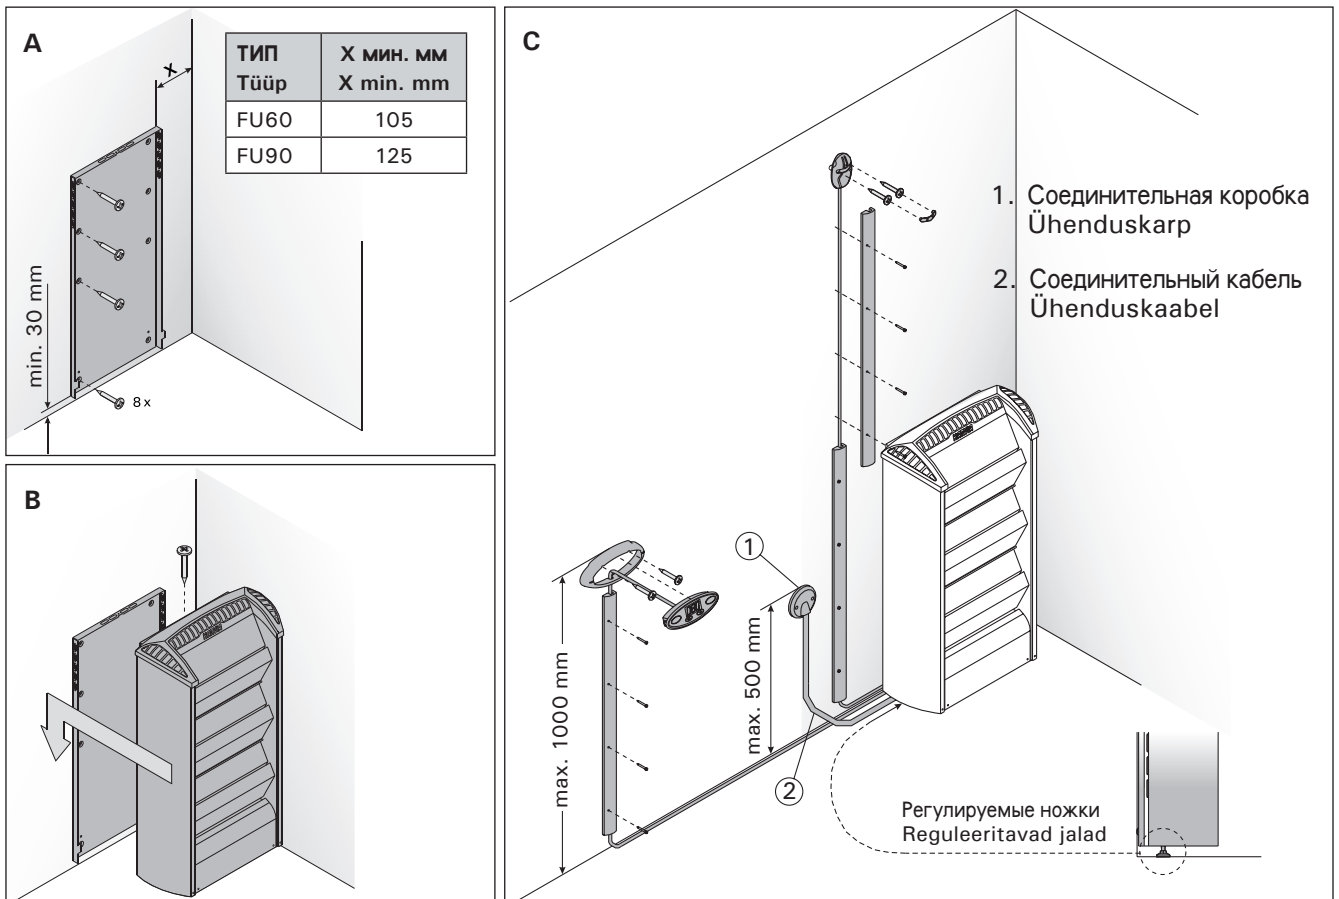 A
ТИП X мин. мм
Tüüp X min. mm
FU60 105
FU90 125
X
min. 30 mm
8x
B
C
1. Соединительная коробка
Ühenduskarp
2. Соединительный кабель
Ühenduskaabel
1
max. 1000 mm
max. 500 mm
2
Регулируемые ножки
Reguleeritavad jalad